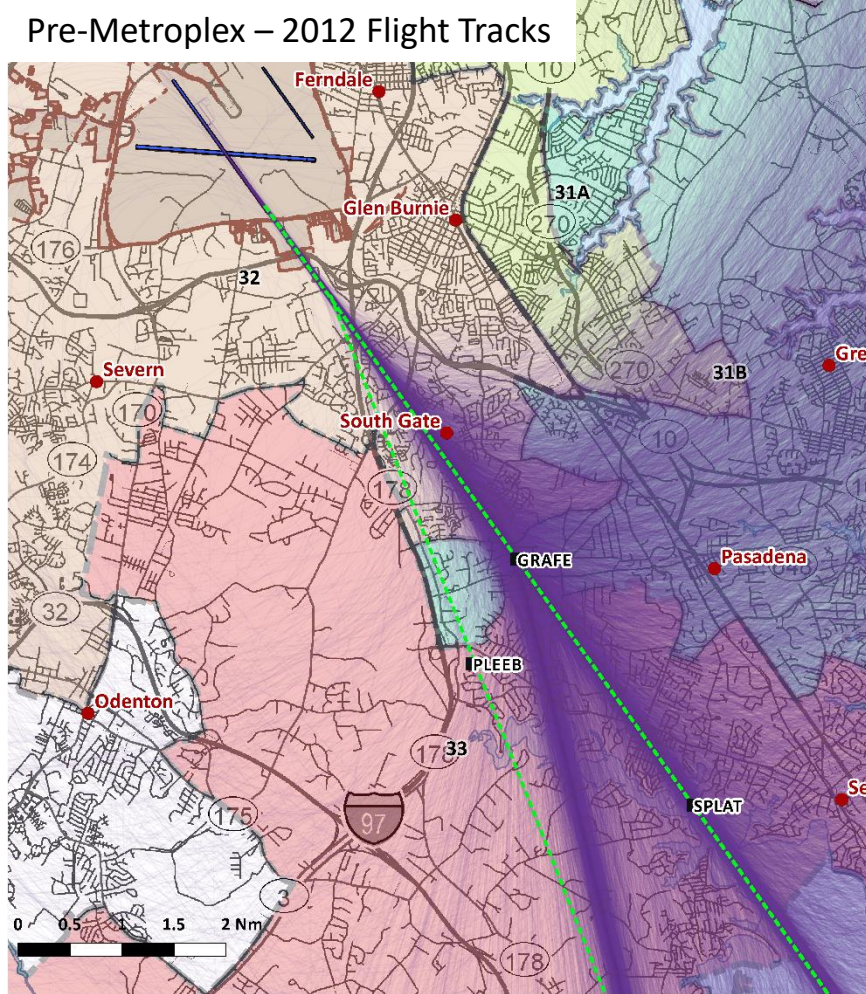 Pre-Metroplex – 2012 Flight Tracks
10
Ferndale
31A
Glen Burnie
270
176
32
Severn
270
31B
Gre
170
South Gate
174
10
178
GRAFE
Pasadena
32
PLEEB
Odenton
178
33
175
97
SPLAT
Se
3
0 0.5 1 1.5 2 Nm
178